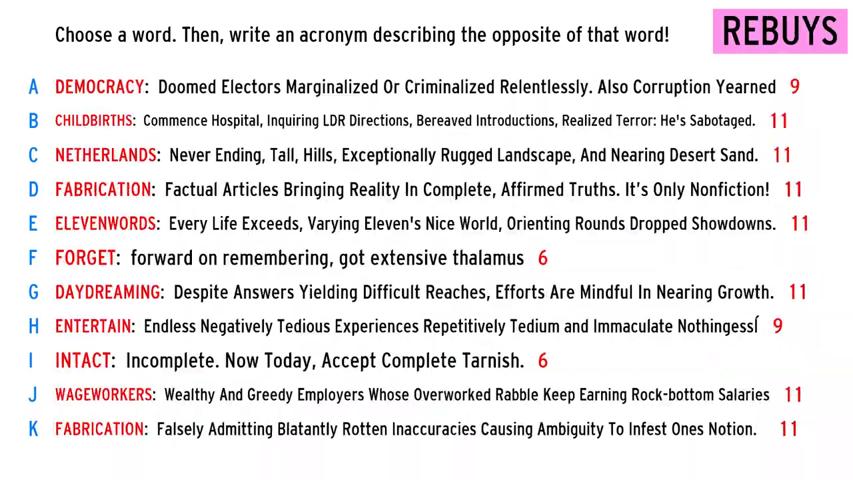 Choose a word. Then, write an acronym describing the opposite of that word! REBUYS
A DEMOCRACY: Doomed Electors Marginalized Or Criminalized Relentlessly. Also Corruption Yearned 9
B CHILDBIRTHS: Commence Hospital, Inquiring LDR Directions, Bereaved Introductions, Realized Terror: He's Sabotaged. 11
C NETHERLANDS: Never Ending, Tall, Hills, Exceptionally Rugged Landscape, And Nearing Desert Sand. 11
D FABRICATION: Factual Articles Bringing Reality In Complete, Affirmed Truths. It's Only Nonfiction! 11
E ELEVENWORDS: Every Life Exceeds, Varying Eleven's Nice World, Orienting Rounds Dropped Showdowns. 11
F FORGET: forward on remembering, got extensive thalamus 6
G DAYDREAMING: Despite Answers Yielding Difficult Reaches, Efforts Are Mindful In Nearing Growth. 11
H ENTERTAIN: Endless Negatively Tedious Experiences Repetitively Tedium and Immaculate NothingessÍ 9
I INTACT: Incomplete. Now Today, Accept Complete Tarnish. 6
J WAGEWORKERS: Wealthy And Greedy Employers Whose Overworked Rabble Keep Earning Rock-bottom Salaries 11
K FABRICATION: Falsely Admitting Blatantly Rotten Inaccuracies Causing Ambiguity To Infest Ones Notion. 11